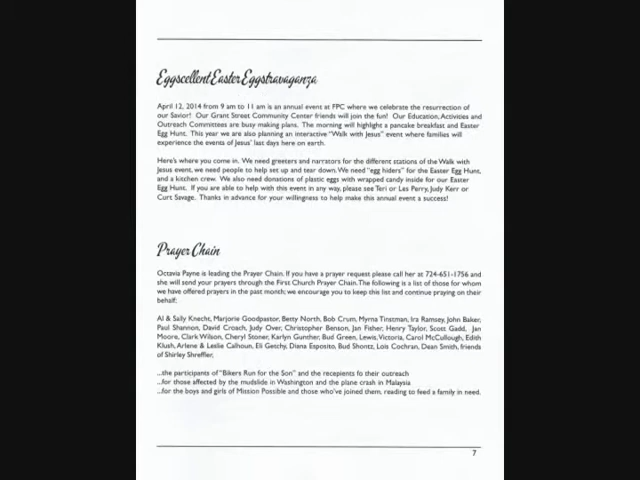 Eggscellent Easter Eggstravaganza
April 12, 2014 from 9 am to 11 am is an annual event at FPC where we celebrate the resurrection of
our Savior! Our Grant Street Community Center friends will join the fun! Our Education, Activities and
Outreach Committees are busy making plans. The morning will highlight a pancake breakfast and Easter
Egg Hunt. This year we are also planning an interactive "Walk with Jesus" event where families will
experience the events of Jesus' last days here on earth.
Here's where you come in. We need greeters and narrators for the different stations of the Walk with
Jesus event, we need people to help set up and tear down. We need "egg hiders" for the Easter Egg Hunt,
and a kitchen crew. We also need donations of plastic eggs with wrapped candy inside for our Easter
Egg Hunt. If you are able to help with this event in any way, please see Teri or Les Perry, Judy Kerr or
Curt Savage. Thanks in advance for your willingness to help make this annual event a success!
Prayer Chain
Octavia Payne is leading the Prayer Chain. If you have a prayer request please call her at 724-651-1756 and
she will send your prayers through the First Church Prayer Chain. The following is a list of those for whom
we have offered prayers in the past month; we encourage you to keep this list and continue praying on their
behalf:
Al & Sally Knecht, Marjorie Goodpastor, Betty North, Bob Crum, Myrna Tinstman, Ira Ramsey, John Baker,
Paul Shannon, David Croach, Judy Over, Christopher Benson, Jan Fisher, Henry Taylor, Scott Gadd, Jan
Moore, Clark Wilson, Cheryl Stoner, Karlyn Gunther, Bud Green, Lewis, Victoria, Carol McCullough, Edith
Klush, Arlene & Leslie Calhoun, Eli Getchy, Diana Esposito, Bud Shontz, Lois Cochran, Dean Smith, friends
of Shirley Shreffler,
...the participants of "Bikers Run for the Son" and the recepients fo their outreach
...for those affected by the mudslide in Washington and the plane crash in Malaysia
...for the boys and girls of Mission Possible and those who've joined them, reading to feed a family in need.
7